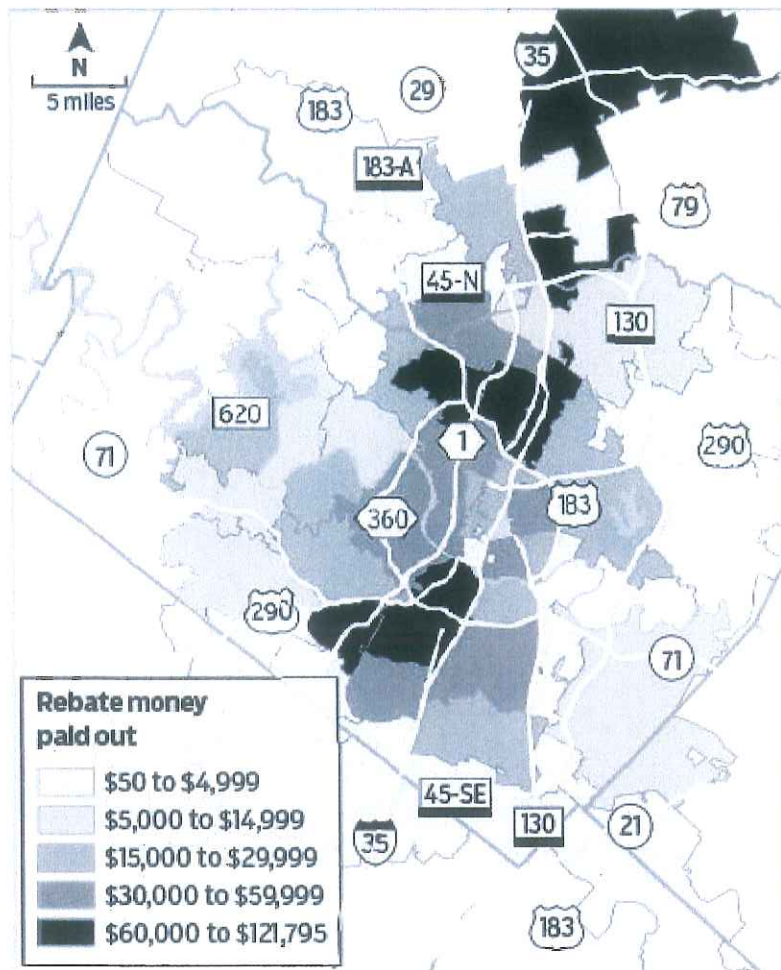 N
5 miles
35
29
183
183-A
79
45-N
130
620
1
290
71
183
360
290
71
Rebate money
paid out
$50 to $4,999
$5,000 to $14,999
$15,000 to $29,999
$30,000 to $59,999
$60,000 to $121,795
45-SE
130
21
35
183